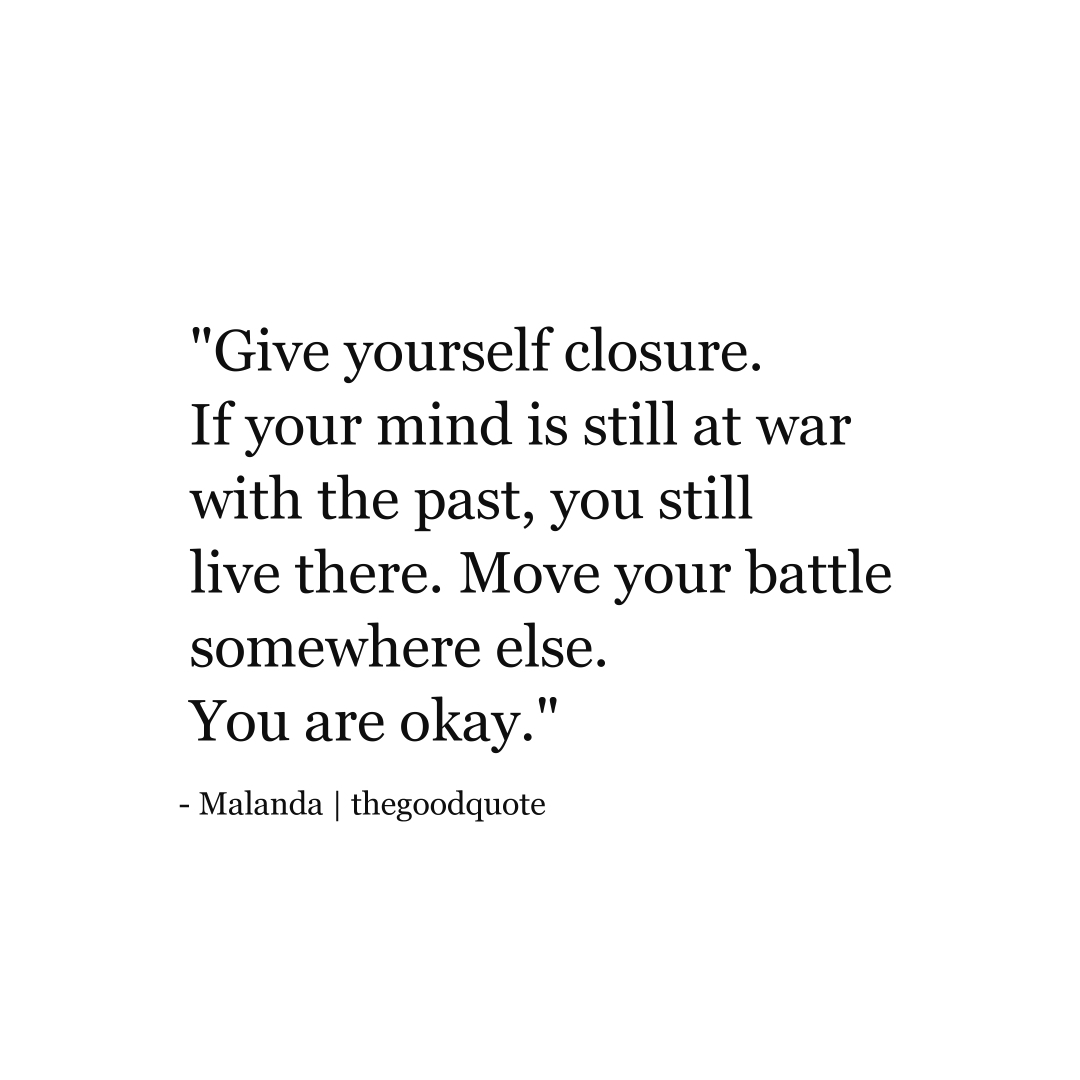 "Give yourself closure.
If your mind is still at war
with the past, you still
live there. Move your battle
somewhere else.
You are okay."
- Malanda | thegoodquote